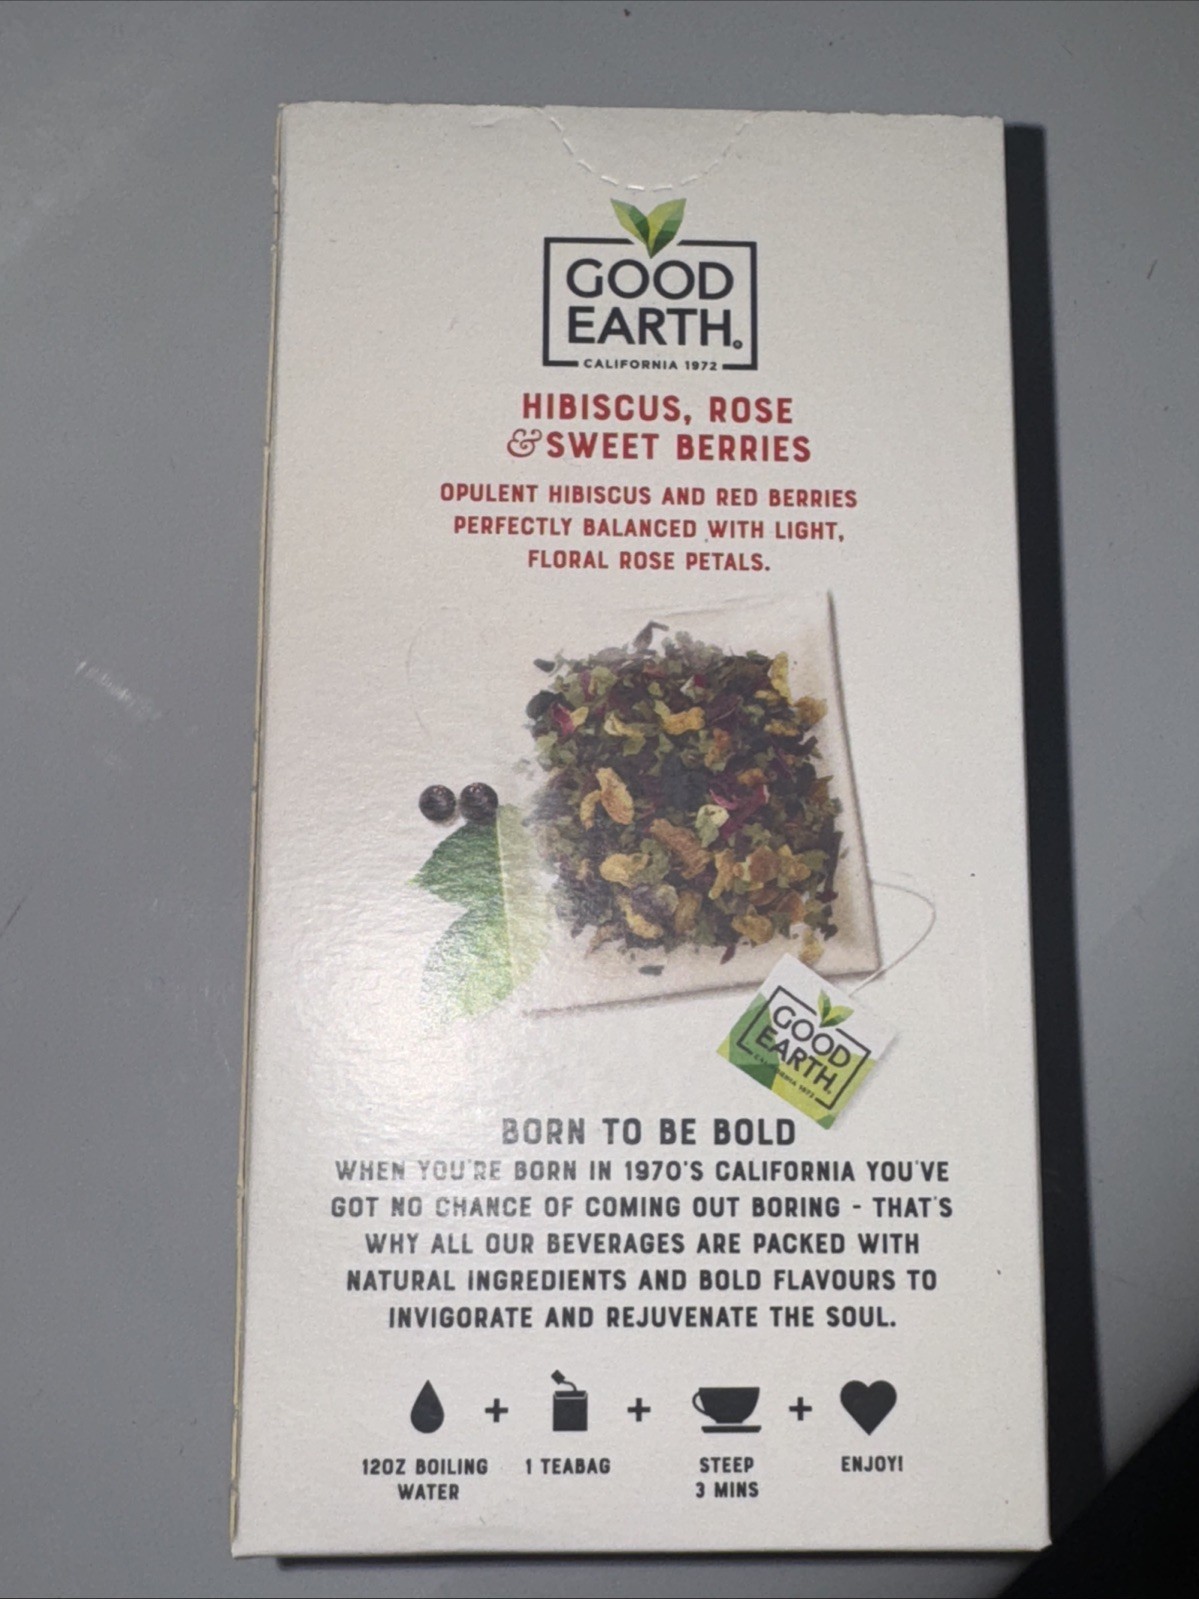 GOOD
EARTH®
CALIFORNIA 1972
HIBISCUS, ROSE
& SWEET BERRIES
OPULENT HIBISCUS AND RED BERRIES
PERFECTLY BALANCED WITH LIGHT,
FLORAL ROSE PETALS.
GOOD
EARTH®
CALIFORNIA 1972
BORN TO BE BOLD
WHEN YOU'RE BORN IN 1970'S CALIFORNIA YOU'VE
GOT NO CHANCE OF COMING OUT BORING - THAT'S
WHY ALL OUR BEVERAGES ARE PACKED WITH
NATURAL INGREDIENTS AND BOLD FLAVOURS TO
INVIGORATE AND REJUVENATE THE SOUL.
+ + +
12OZ BOILING WATER
1 TEABAG
STEEP 3 MINS
ENJOY!